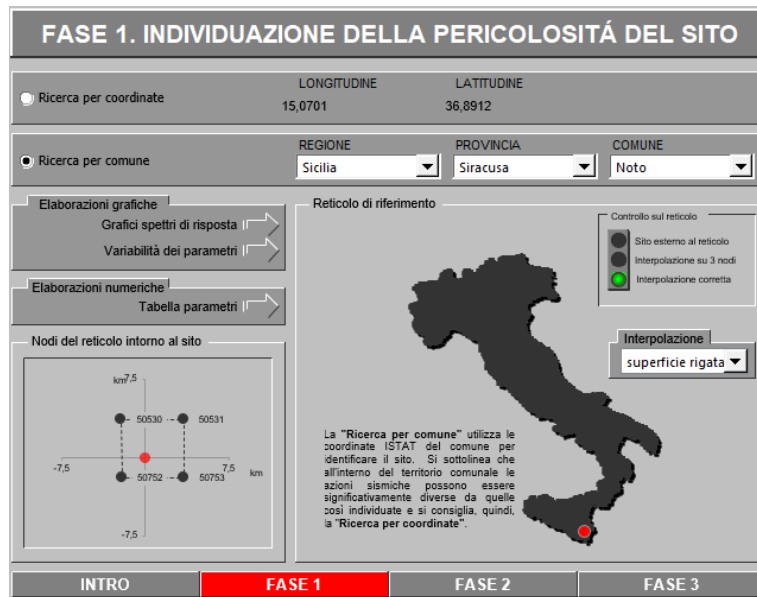 FASE 1. INDIVIDUAZIONE DELLA PERICOLOSITÁ DEL SITO
LONGITUDINE LATITUDINE
Ricerca per coordinate 15,0701 36,8912
REGIONE PROVINCIA COMUNE
Ricerca per comune Sicilia Siracusa Noto
Elaborazioni grafiche
Grafici spettri di risposta
Variabilità dei parametri
Elaborazioni numeriche
Tabella parametri
Nodi del reticolo intorno al sito
km 7,5
50530 50531
-7,5 7,5 km
50752 50753
-7,5
Reticolo di riferimento
Controllo sul reticolo
Sito esterno al reticolo
Interpolazione su 3 nodi
Interpolazione corretta
Interpolazione
superficie rigata
La "Ricerca per comune" utilizza le
coordinate ISTAT del comune per
identificare il sito. Si sottolinea che
all'interno del territorio comunale le
azioni sismiche possono essere
significativamente diverse da quelle
così individuate e si consiglia, quindi,
la "Ricerca per coordinate".
INTRO FASE 1 FASE 2 FASE 3